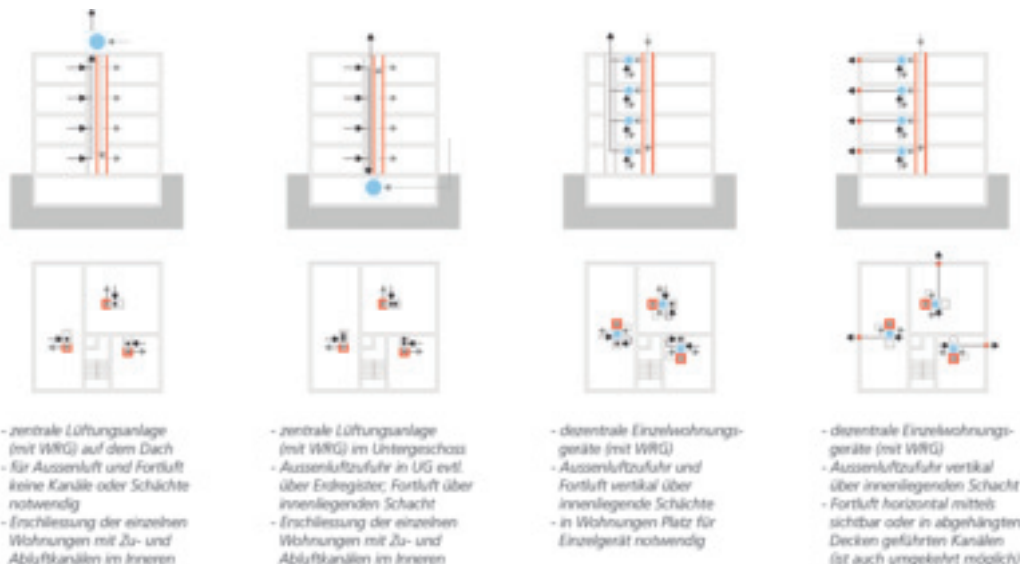 - zentrale Lüftungsanlage
(mit WRG) auf dem Dach
- für Aussenluft und Fortluft
keine Kanäle oder Schächte
notwendig
- Erschliessung der einzelnen
Wohnungen mit Zu- und
Abluftkanälen im Inneren
- zentrale Lüftungsanlage
(mit WRG) im Untergeschoss
- Aussenluftzufuhr in UG evtl.
über Erdregister; Fortluft über
innenliegenden Schacht
- Erschliessung der einzelnen
Wohnungen mit Zu- und
Abluftkanälen im Inneren
- dezentrale Einzelwohnungs-
geräte (mit WRG)
- Aussenluftzufuhr und
Fortluft vertikal über
innenliegende Schächte
- in Wohnungen Platz für
Einzelgerät notwendig
- dezentrale Einzelwohnungs-
geräte (mit WRG)
- Aussenluftzufuhr vertikal
über innenliegenden Schacht
- Fortluft horizontal mittels
sichtbar oder in abgehängten
Decken geführten Kanälen
(ist auch umgekehrt möglich)